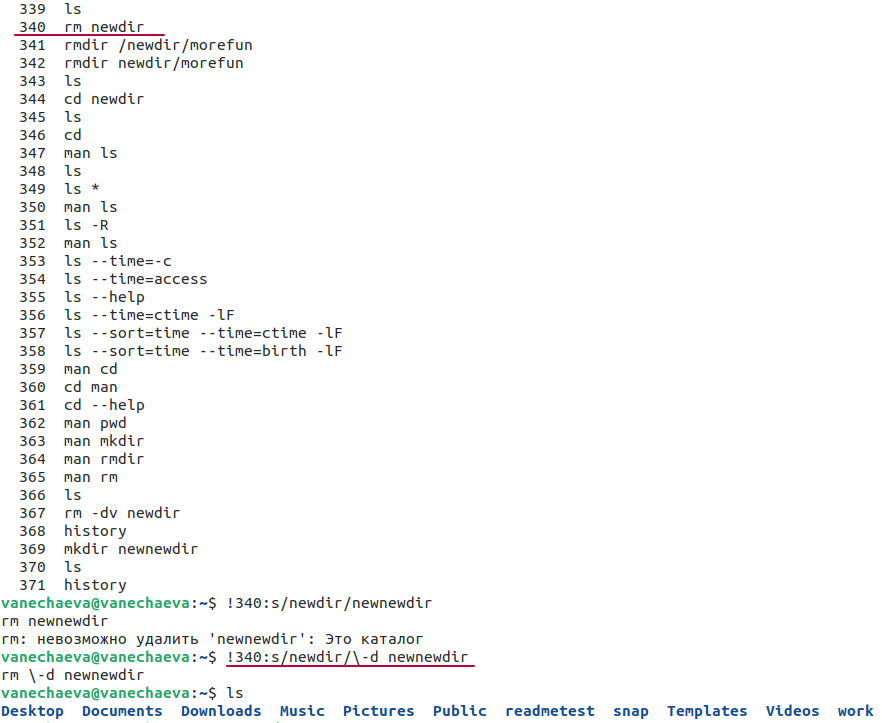 339 ls
340 rm newdir
341 rmdir /newdir/morefun
342 rmdir newdir/morefun
343 ls
344 cd newdir
345 ls
346 cd
347 man ls
348 ls
349 ls *
350 man ls
351 ls -R
352 man ls
353 ls --time=-c
354 ls --time=access
355 ls --help
356 ls --time=ctime -lF
357 ls --sort=time --time=ctime -lF
358 ls --sort=time --time=birth -lF
359 man cd
360 cd man
361 cd --help
362 man pwd
363 man mkdir
364 man rmdir
365 man rm
366 ls
367 rm -dv newdir
368 history
369 mkdir newnewdir
370 ls
371 history
vanechaeva@vanechaeva:~$ !340:s/newdir/newnewdir
rm newnewdir
rm: невозможно удалить 'newnewdir': Это каталог
vanechaeva@vanechaeva:~$ !340:s/newdir/\-d newnewdir
rm \-d newnewdir
vanechaeva@vanechaeva:~$ ls
Desktop Documents Downloads Music Pictures Public readmetest snap Templates Videos work